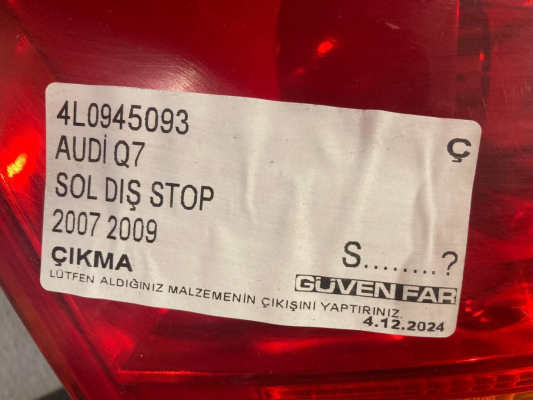 4L0945093
Ç
AUDİ Q7
SOL DIŞ STOP
2007 2009
ÇIKMA
S........?
GÜVEN FAR
LÜTFEN ALDIĞINIZ MALZEMENİN ÇIKIŞINI YAPTIRINIZ.
4.12.2024